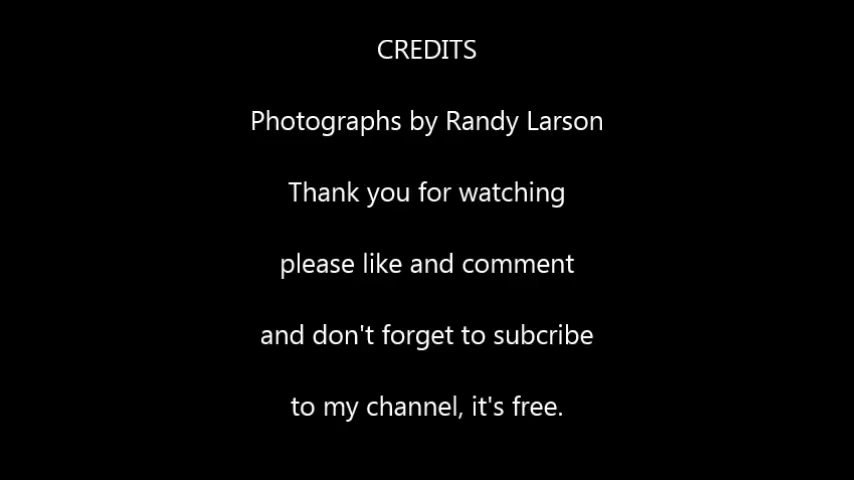 CREDITS
Photographs by Randy Larson
Thank you for watching
please like and comment
and don't forget to subcribe
to my channel, it's free.